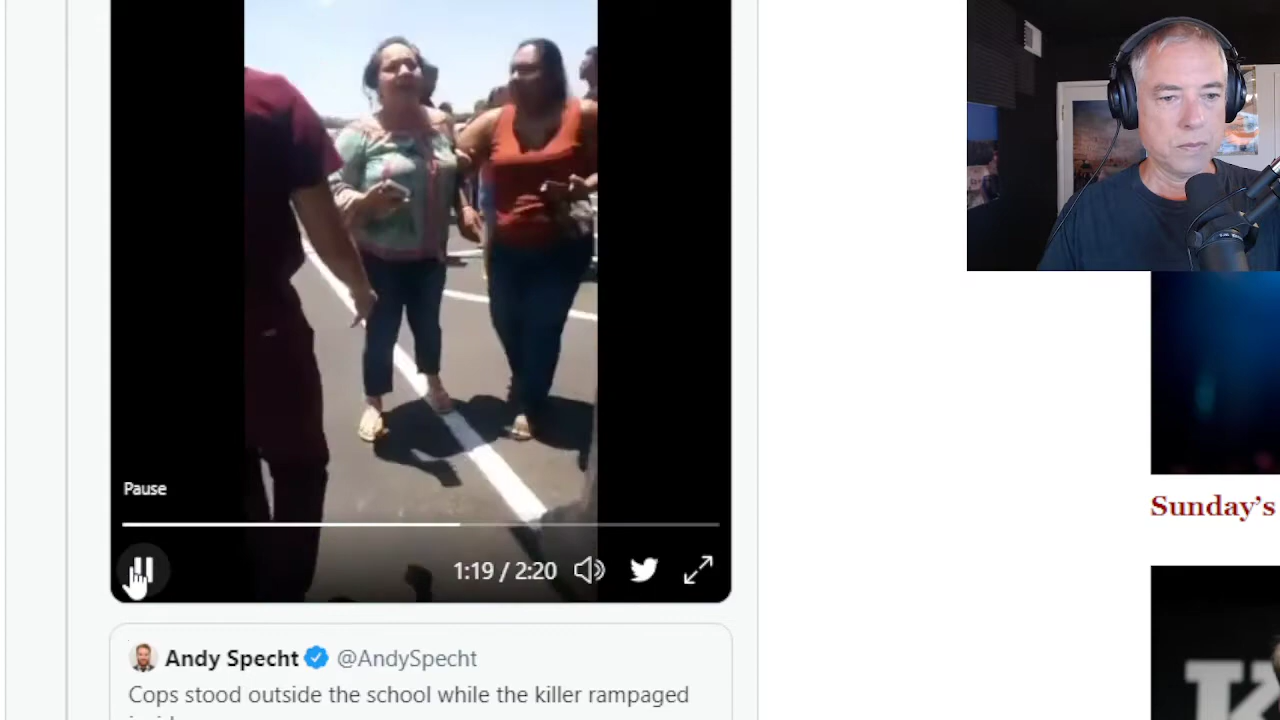 Pause
1:19 / 2:20
Andy Specht @AndySpecht
Cops stood outside the school while the killer rampaged
Sunday’s
K